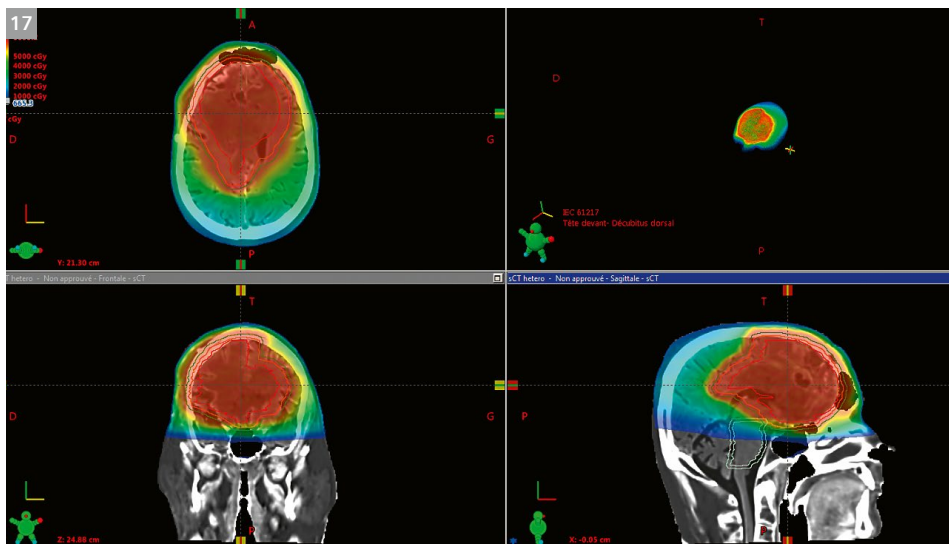 17
A
5000 cGy
4000 cGy
3000 cGy
2000 cGy
1000 cGy
665.3
cGy
D
G
P
Y: 21.30 cm
T
D
IEC 61217
Tête devant- Décubitus dorsal
P
T hetero - Non approuvé - Frontale - sCT
T
D
G
P
Z: 24.88 cm
sCT hetero - Non approuvé - Sagittale - sCT
T
P
P
X: -0.05 cm